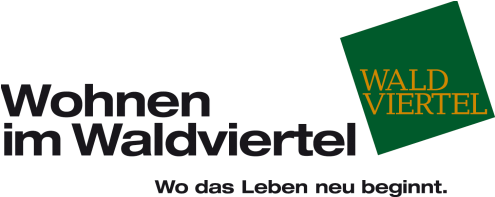 Wohnen
im Waldviertel
WALD
VIERTEL
Wo das Leben neu beginnt.